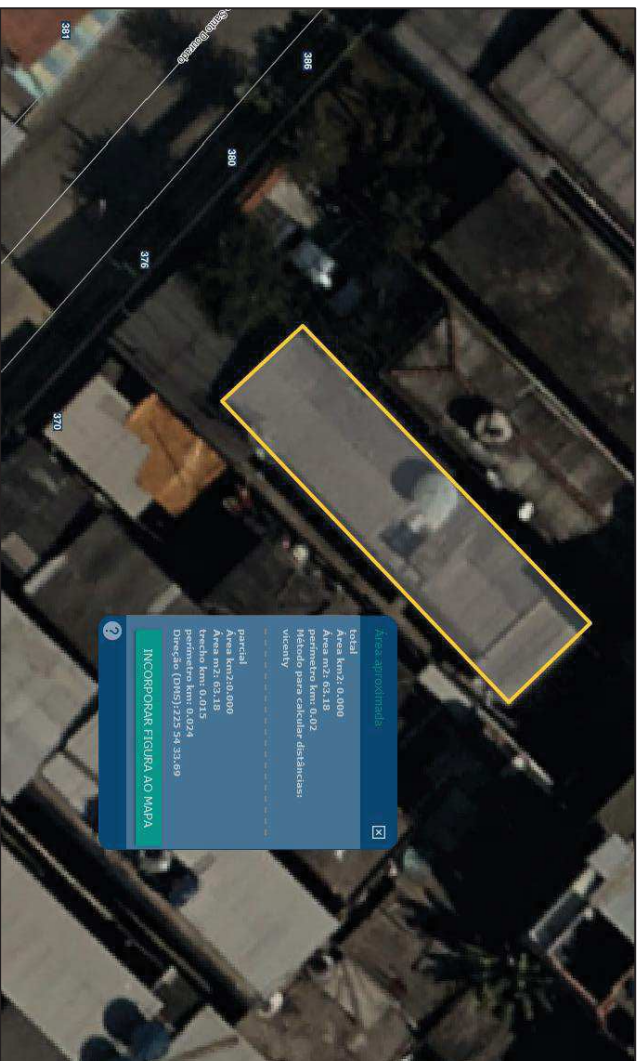 381
Santo Dourado
386
380
376
370
Área aproximada
total
Área km2: 0.000
Área m2: 63.18
perímetro km: 0.02
Método para calcular distâncias:
vicenty
- - - - - - - - - - - - - - - - - - - -
parcial
Área km2:0.000
Área m2: 63.18
trecho km: 0.015
perímetro km: 0.024
Direção (DMS):225 54 33.69
INCORPORAR FIGURA AO MAPA
?